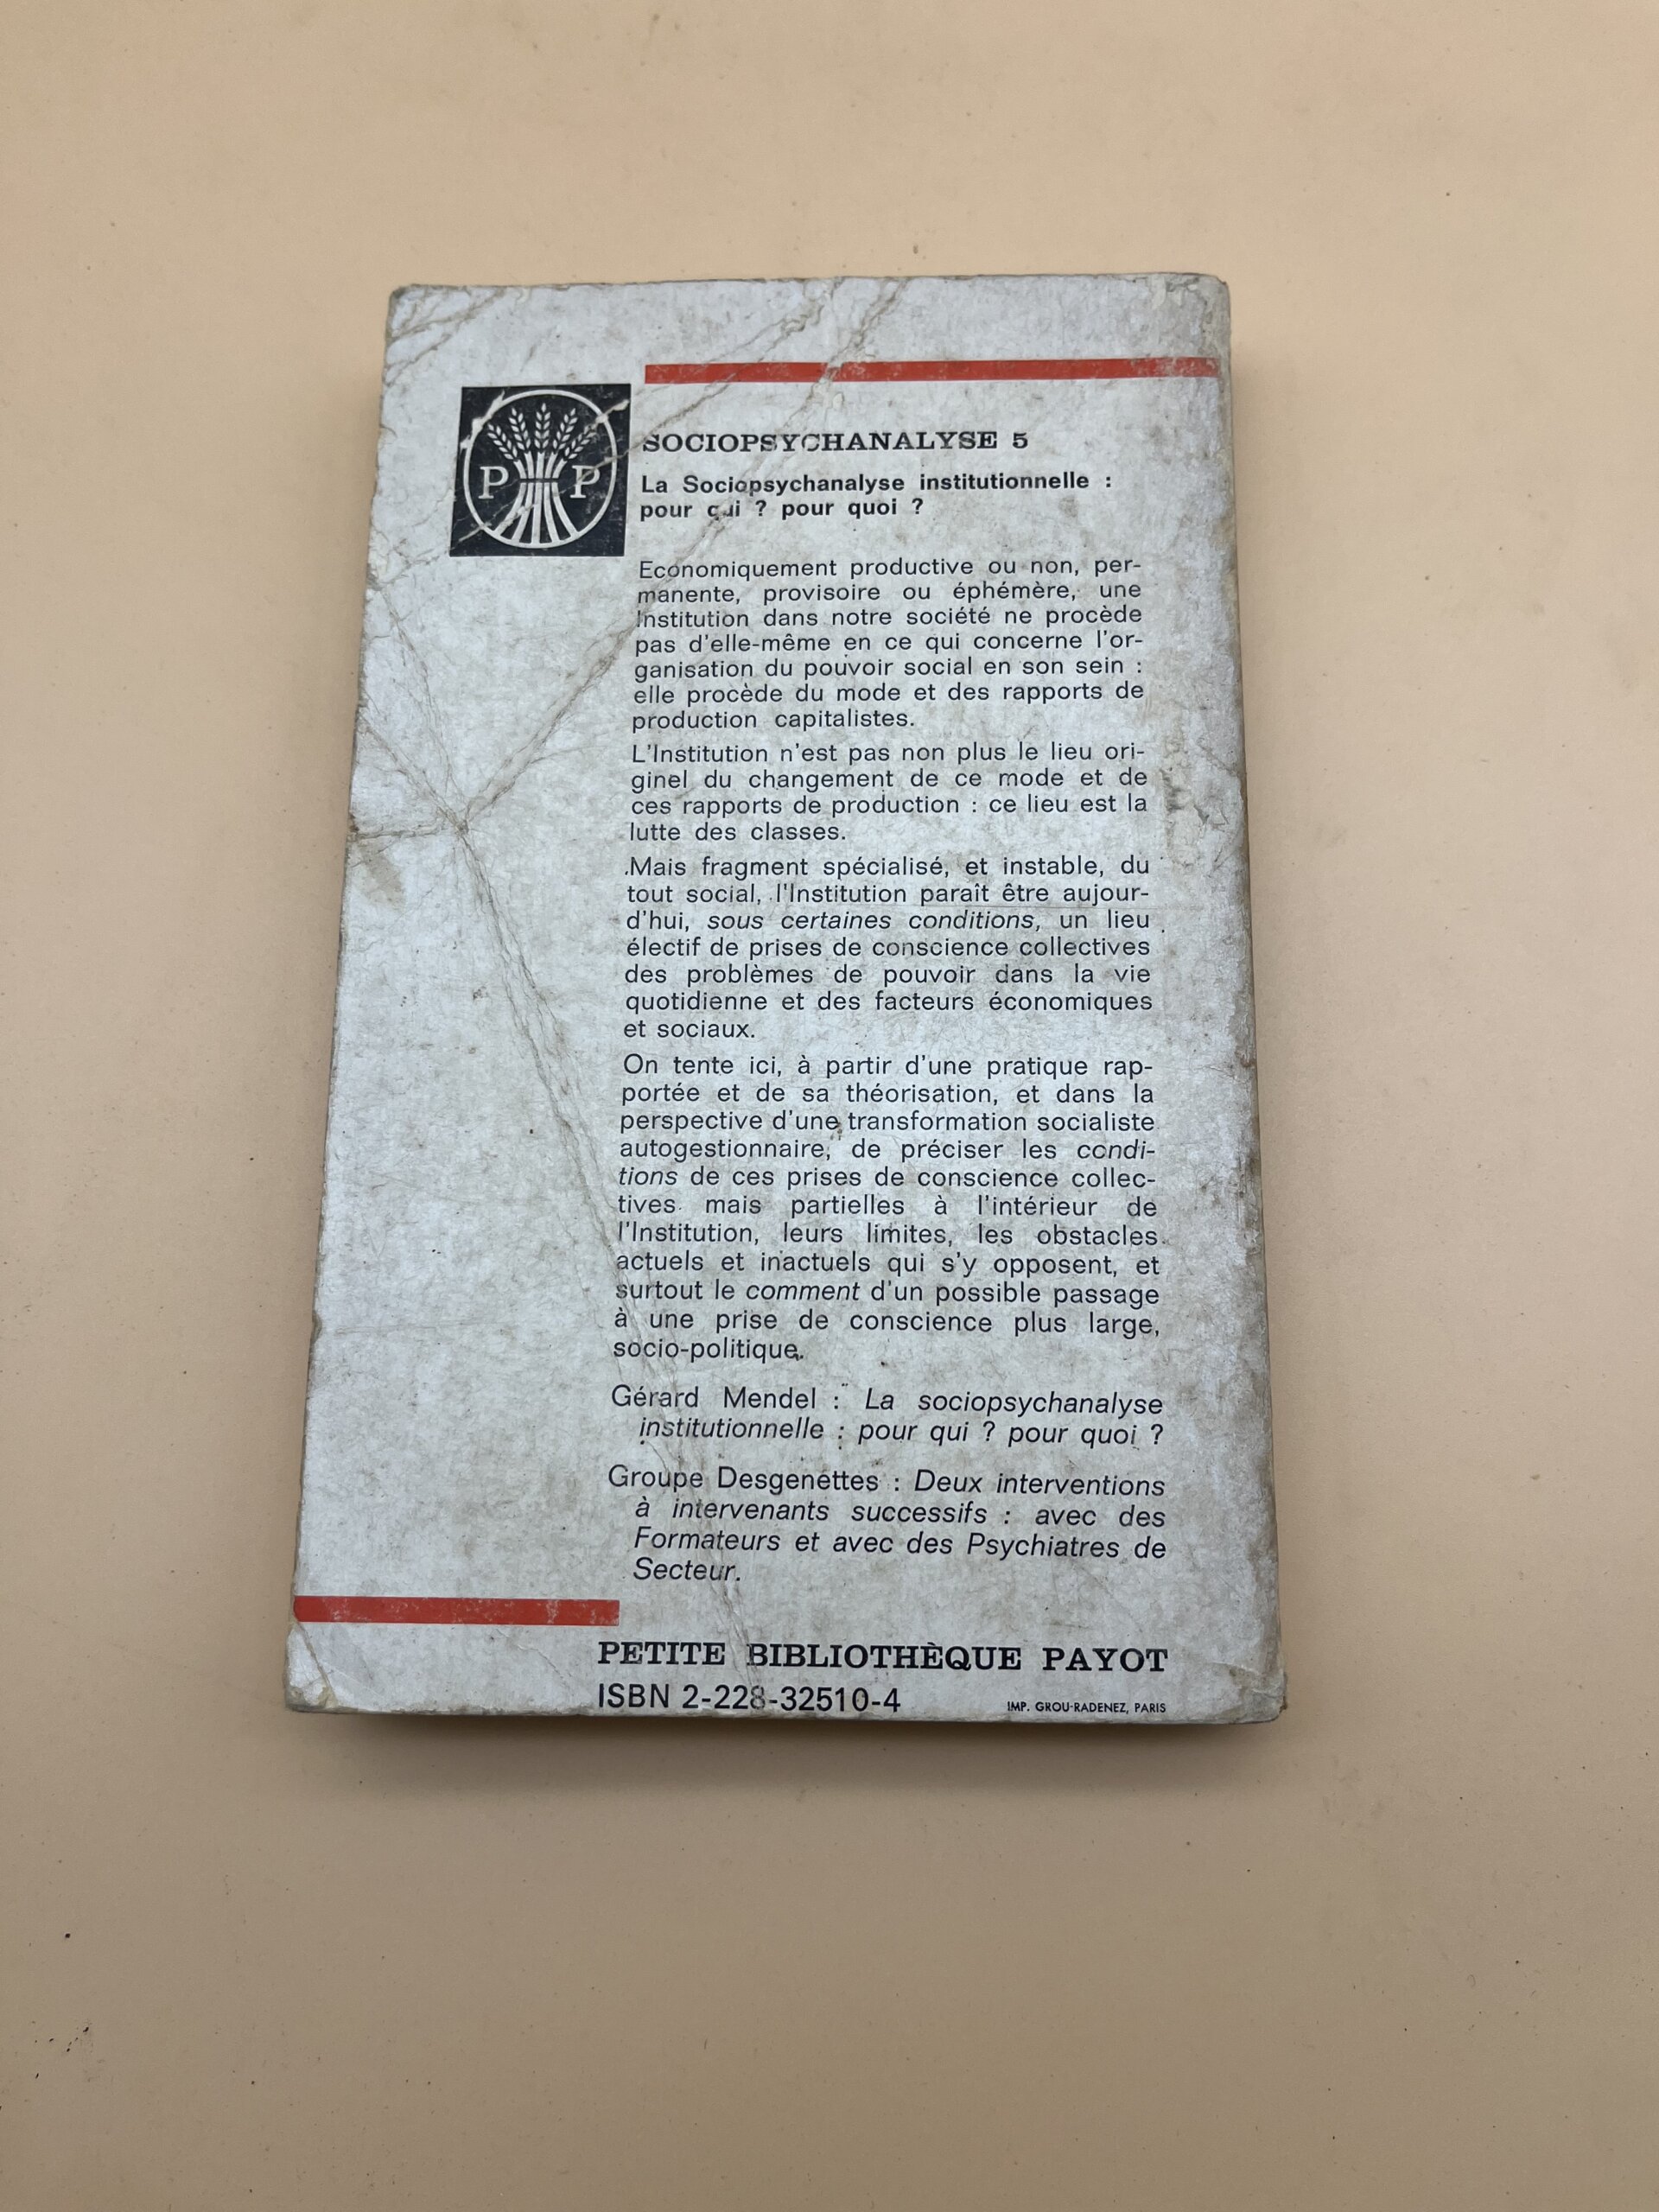 P P
SOCIOPSYCHANALYSE 5
La Sociopsychanalyse institutionnelle :
pour qui ? pour quoi ?
Economiquement productive ou non, per-
manente, provisoire ou éphémère, une
Institution dans notre société ne procède
pas d'elle-même en ce qui concerne l'or-
ganisation du pouvoir social en son sein :
elle procède du mode et des rapports de
production capitalistes.
L'Institution n'est pas non plus le lieu ori-
ginel du changement de ce mode et de
ces rapports de production : ce lieu est la
lutte des classes.
Mais fragment spécialisé, et instable, du
tout social, l'Institution paraît être aujour-
d'hui, sous certaines conditions, un lieu
électif de prises de conscience collectives
des problèmes de pouvoir dans la vie
quotidienne et des facteurs économiques
et sociaux.
On tente ici, à partir d'une pratique rap-
portée et de sa théorisation, et dans la
perspective d'une transformation socialiste
autogestionnaire, de préciser les condi-
tions de ces prises de conscience collec-
tives mais partielles à l'intérieur de
l'Institution, leurs limites, les obstacles
actuels et inactuels qui s'y opposent, et
surtout le comment d'un possible passage
à une prise de conscience plus large,
socio-politique.
Gérard Mendel : La sociopsychanalyse
institutionnelle : pour qui ? pour quoi ?
Groupe Desgenettes : Deux interventions
à intervenants successifs : avec des
Formateurs et avec des Psychiatres de
Secteur.
PETITE BIBLIOTHÈQUE PAYOT
ISBN 2-228-32510-4
IMP. GROU-RADENEZ, PARIS